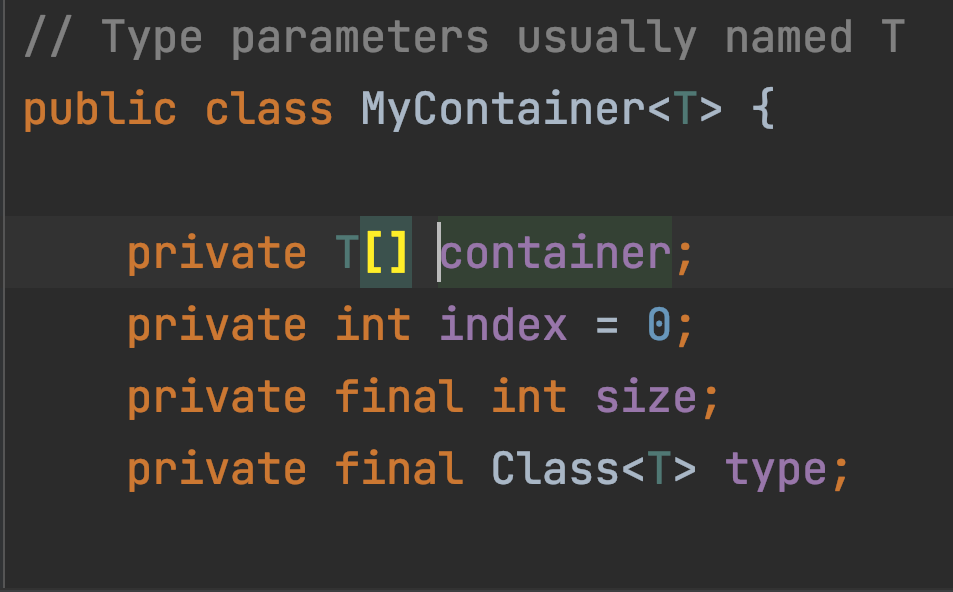 // Type parameters usually named T
public class MyContainer<T> {
private T[] container;
private int index = 0;
private final int size;
private final Class<T> type;